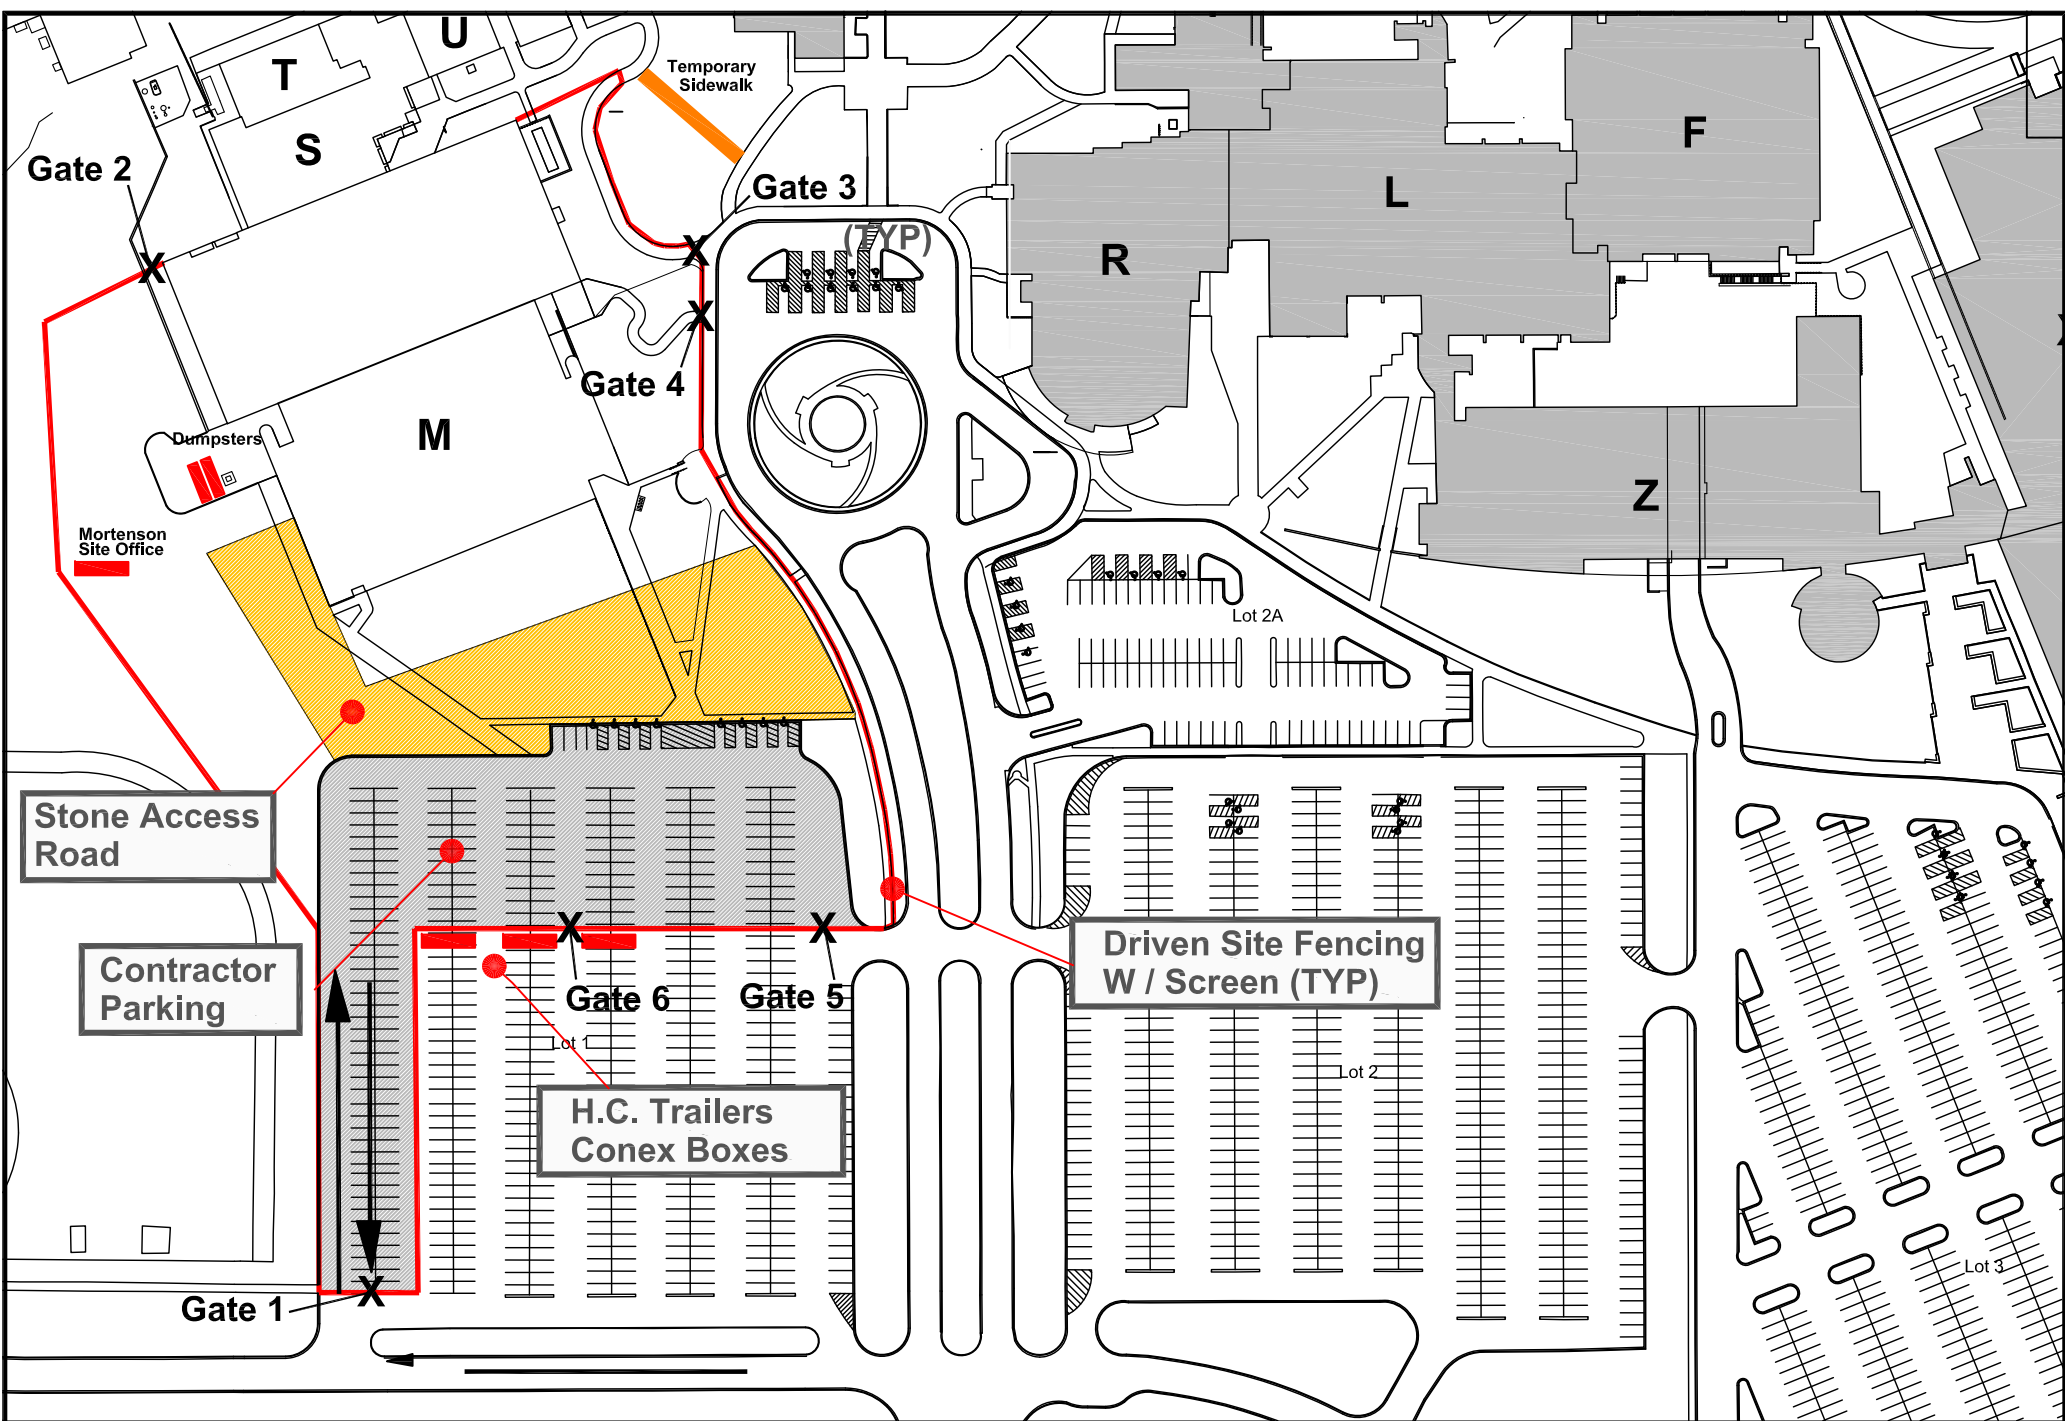 U
T
Temporary
Sidewalk
S
F
Gate 2
Gate 3
L
(TYP)
R
X
X
X
Gate 4
M
Dumpsters
Z
Mortenson
Site Office
Lot 2A
Stone Access
Road
X
X
Driven Site Fencing
W / Screen (TYP)
Contractor
Parking
Gate 6
Gate 5
Lot 1
Lot 2
H.C. Trailers
Conex Boxes
Lot 3
X
Gate 1